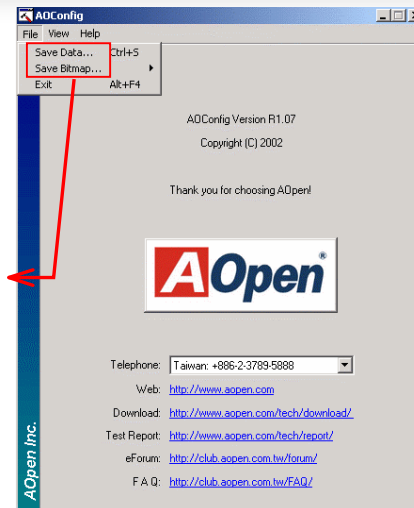 AOConfig
File View Help
Save Data... Ctrl+S
Save Bitmap...
Exit Alt+F4
AOConfig Version R1.07
Copyright (C) 2002
Thank you for choosing AOpen!
AOpen®
Telephone: Taiwan: +886-2-3789-5888
Web: http://www.aopen.com
Download: http://www.aopen.com/tech/download/
Test Report: http://www.aopen.com/tech/report/
eForum: http://club.aopen.com.tw/forum/
F A Q: http://club.aopen.com.tw/FAQ/
AOpen Inc.